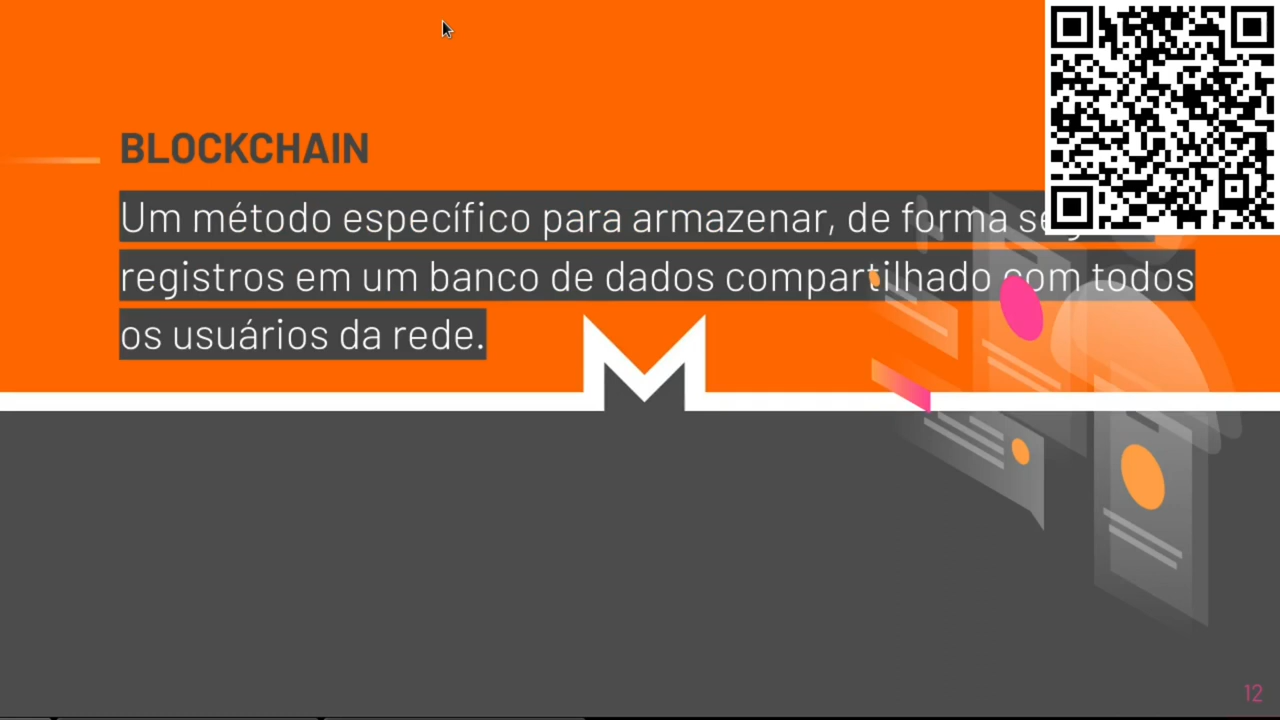 BLOCKCHAIN
Um método específico para armazenar, de forma
registros em um banco de dados compartilhado com todos
os usuários da rede.
12